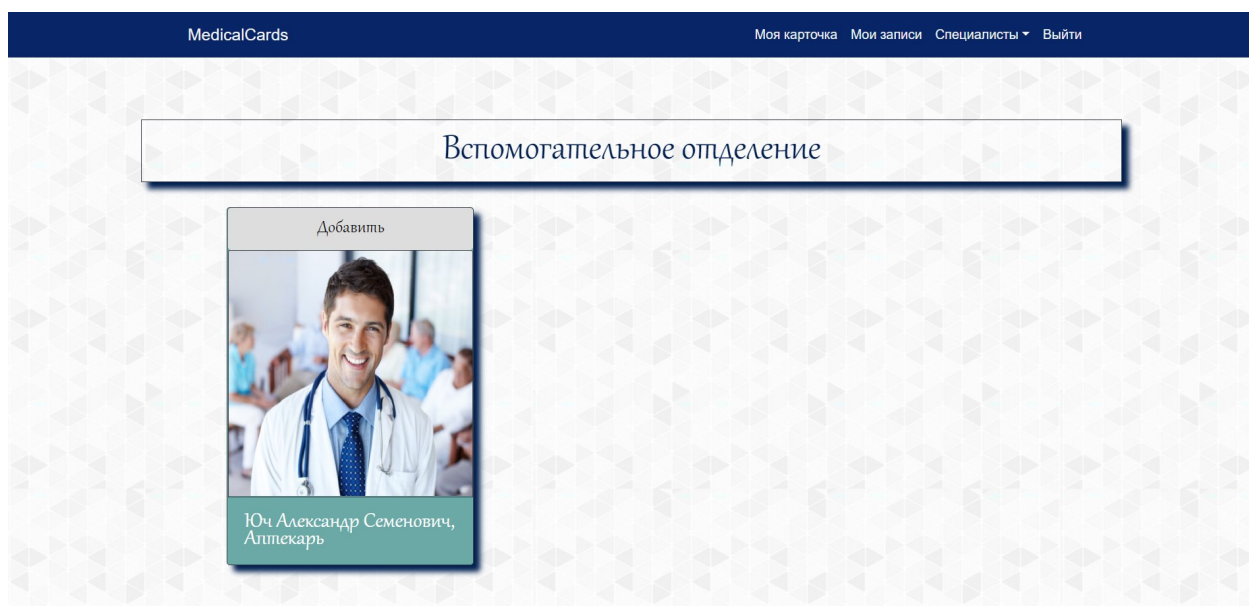 MedicalCards
Моя карточка Мои записи Специалисты Выйти
Вспомогательное отделение
Добавить
Юч Александр Семенович,
Аптекарь